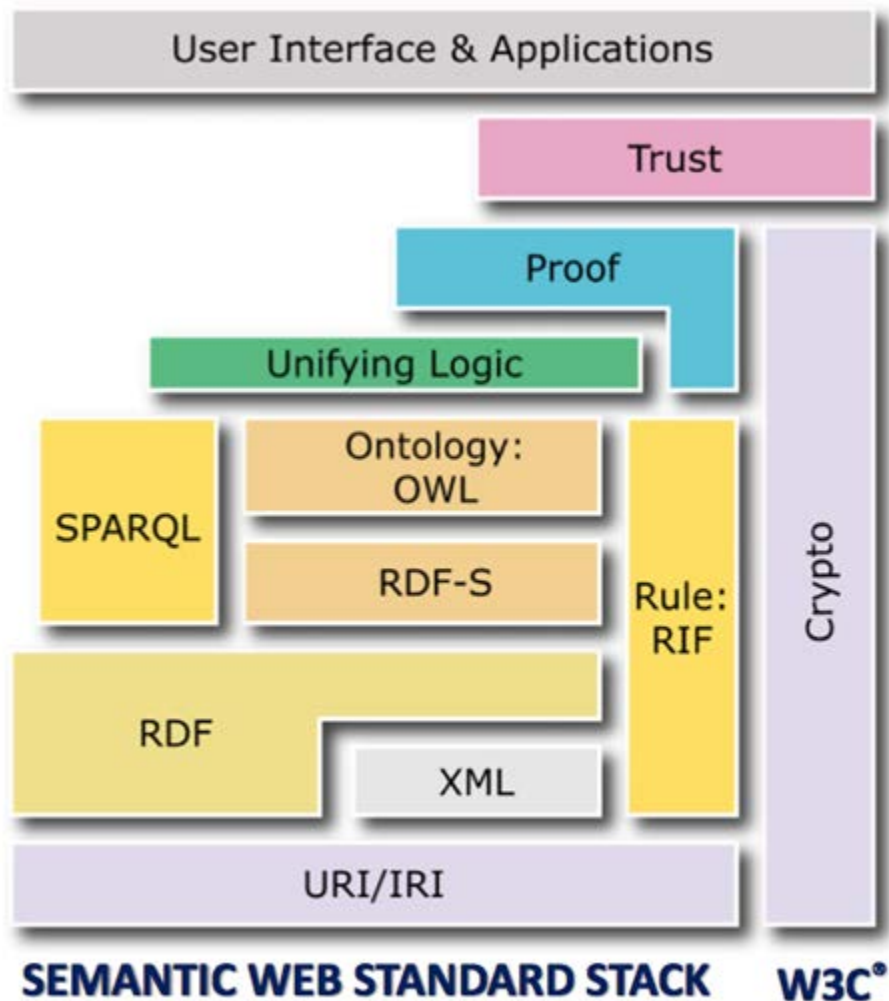 User Interface & Applications
Trust
Proof
Unifying Logic
Ontology:
OWL
SPARQL
RDF-S
Rule:
RIF
Crypto
RDF
XML
URI/IRI
SEMANTIC WEB STANDARD STACK W3C®